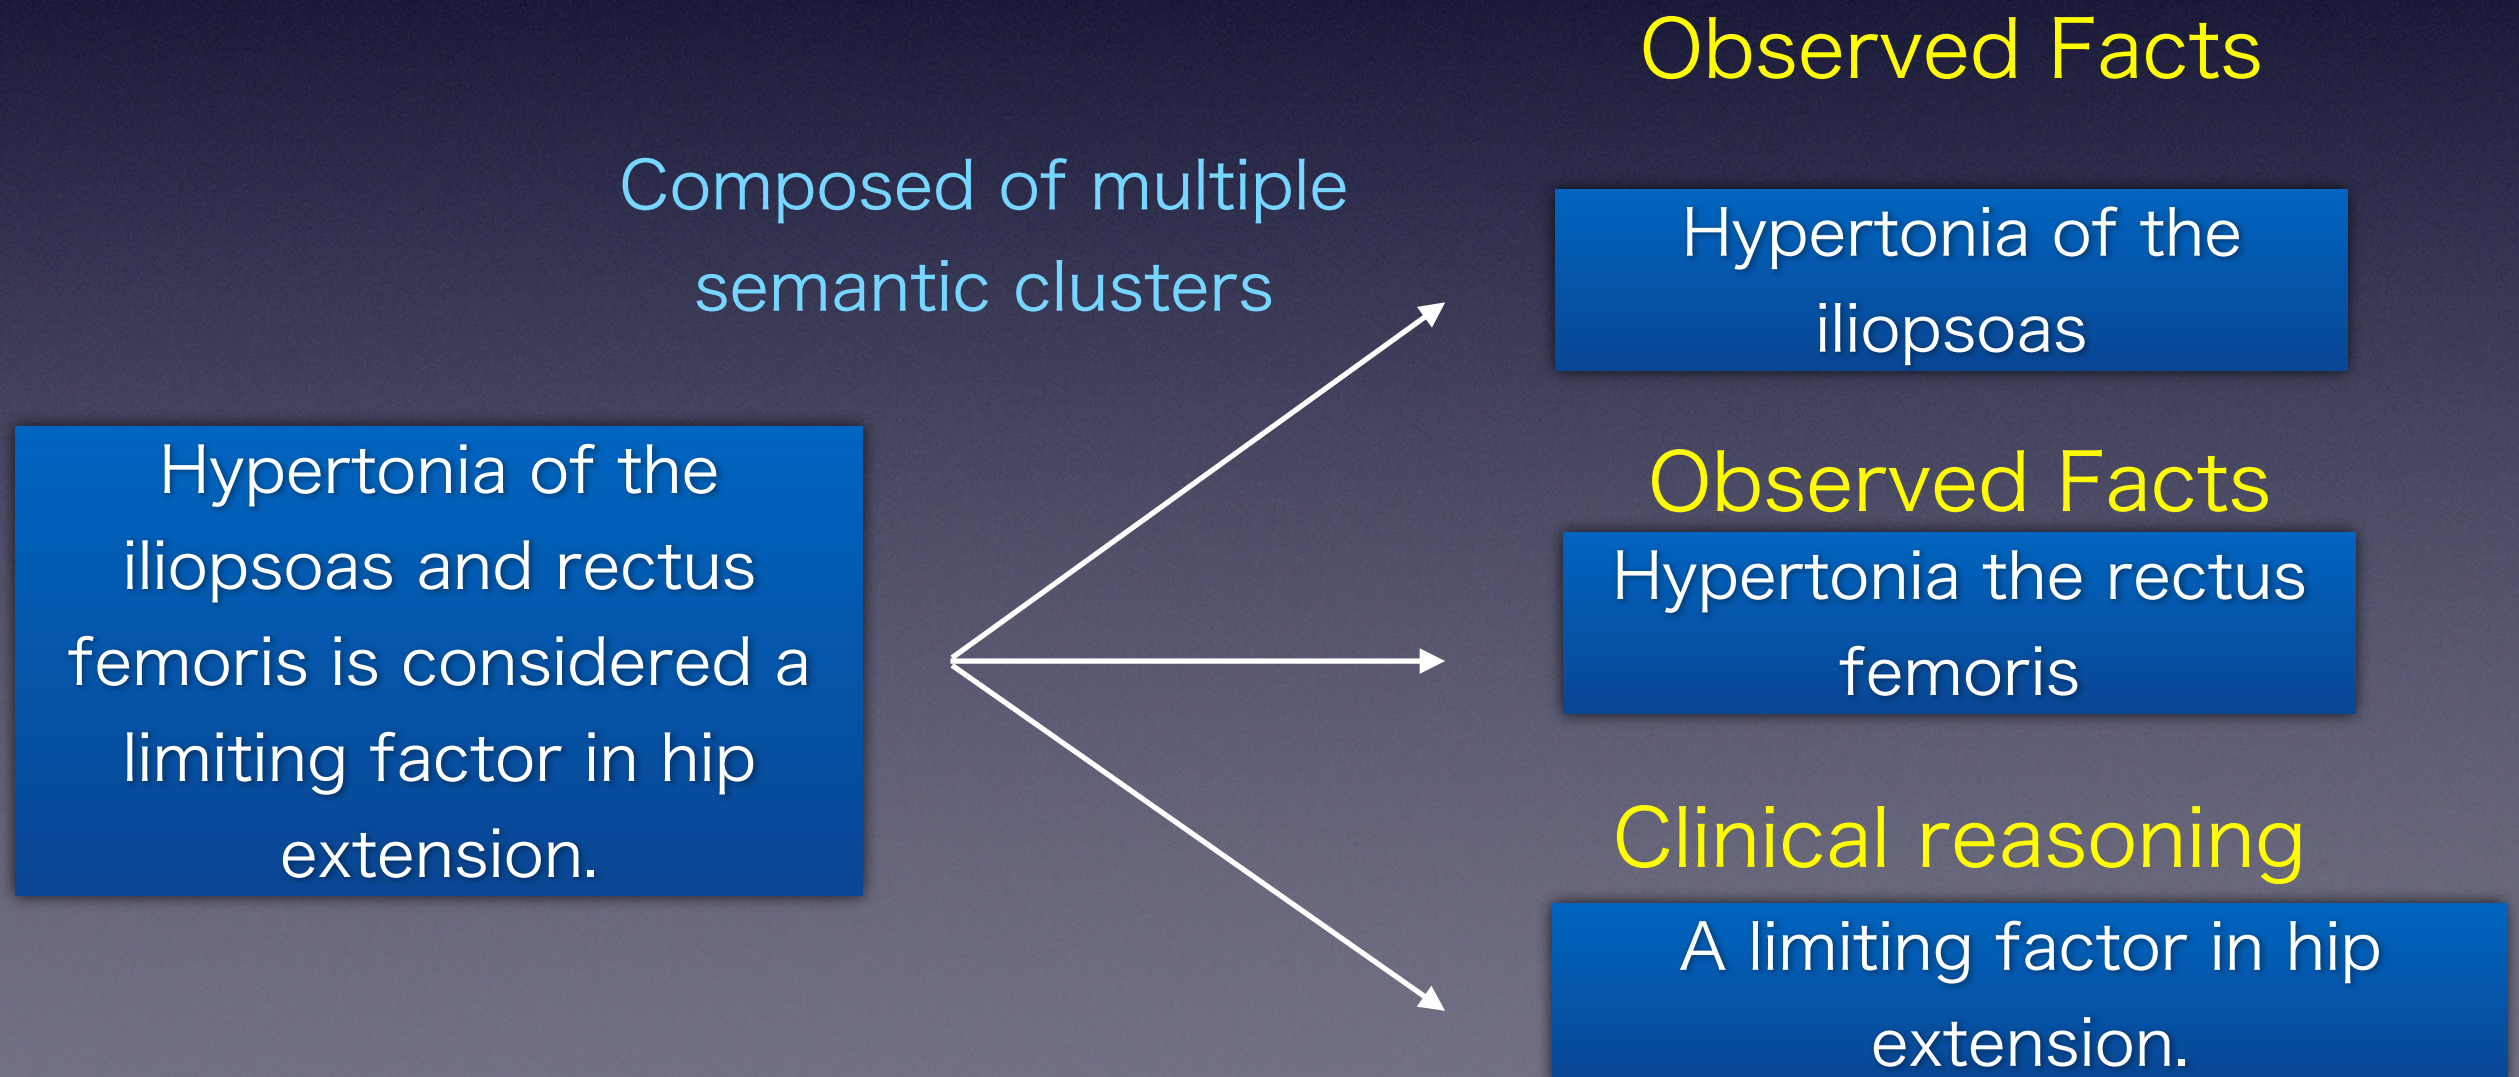 Observed Facts
Composed of multiple
semantic clusters
Hypertonia of the
iliopsoas
Hypertonia of the
iliopsoas and rectus
femoris is considered a
limiting factor in hip
extension.
Observed Facts
Hypertonia the rectus
femoris
Clinical reasoning
A limiting factor in hip
extension.